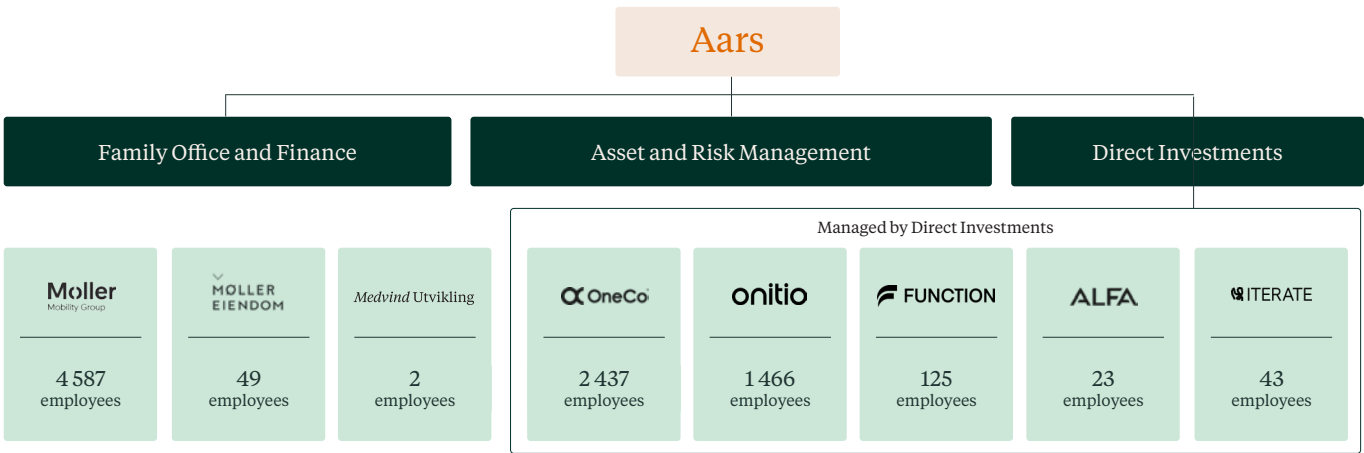 Aars
Family Office and Finance
Asset and Risk Management
Direct Investments
Managed by Direct Investments
Møller
Mobility Group
4 587
employees
MØLLER
EIENDOM
49
employees
Medvind Utvikling
2
employees
OneCo
2 437
employees
onitio
1 466
employees
FUNCTION
125
employees
ALFA
23
employees
ITERATE
43
employees